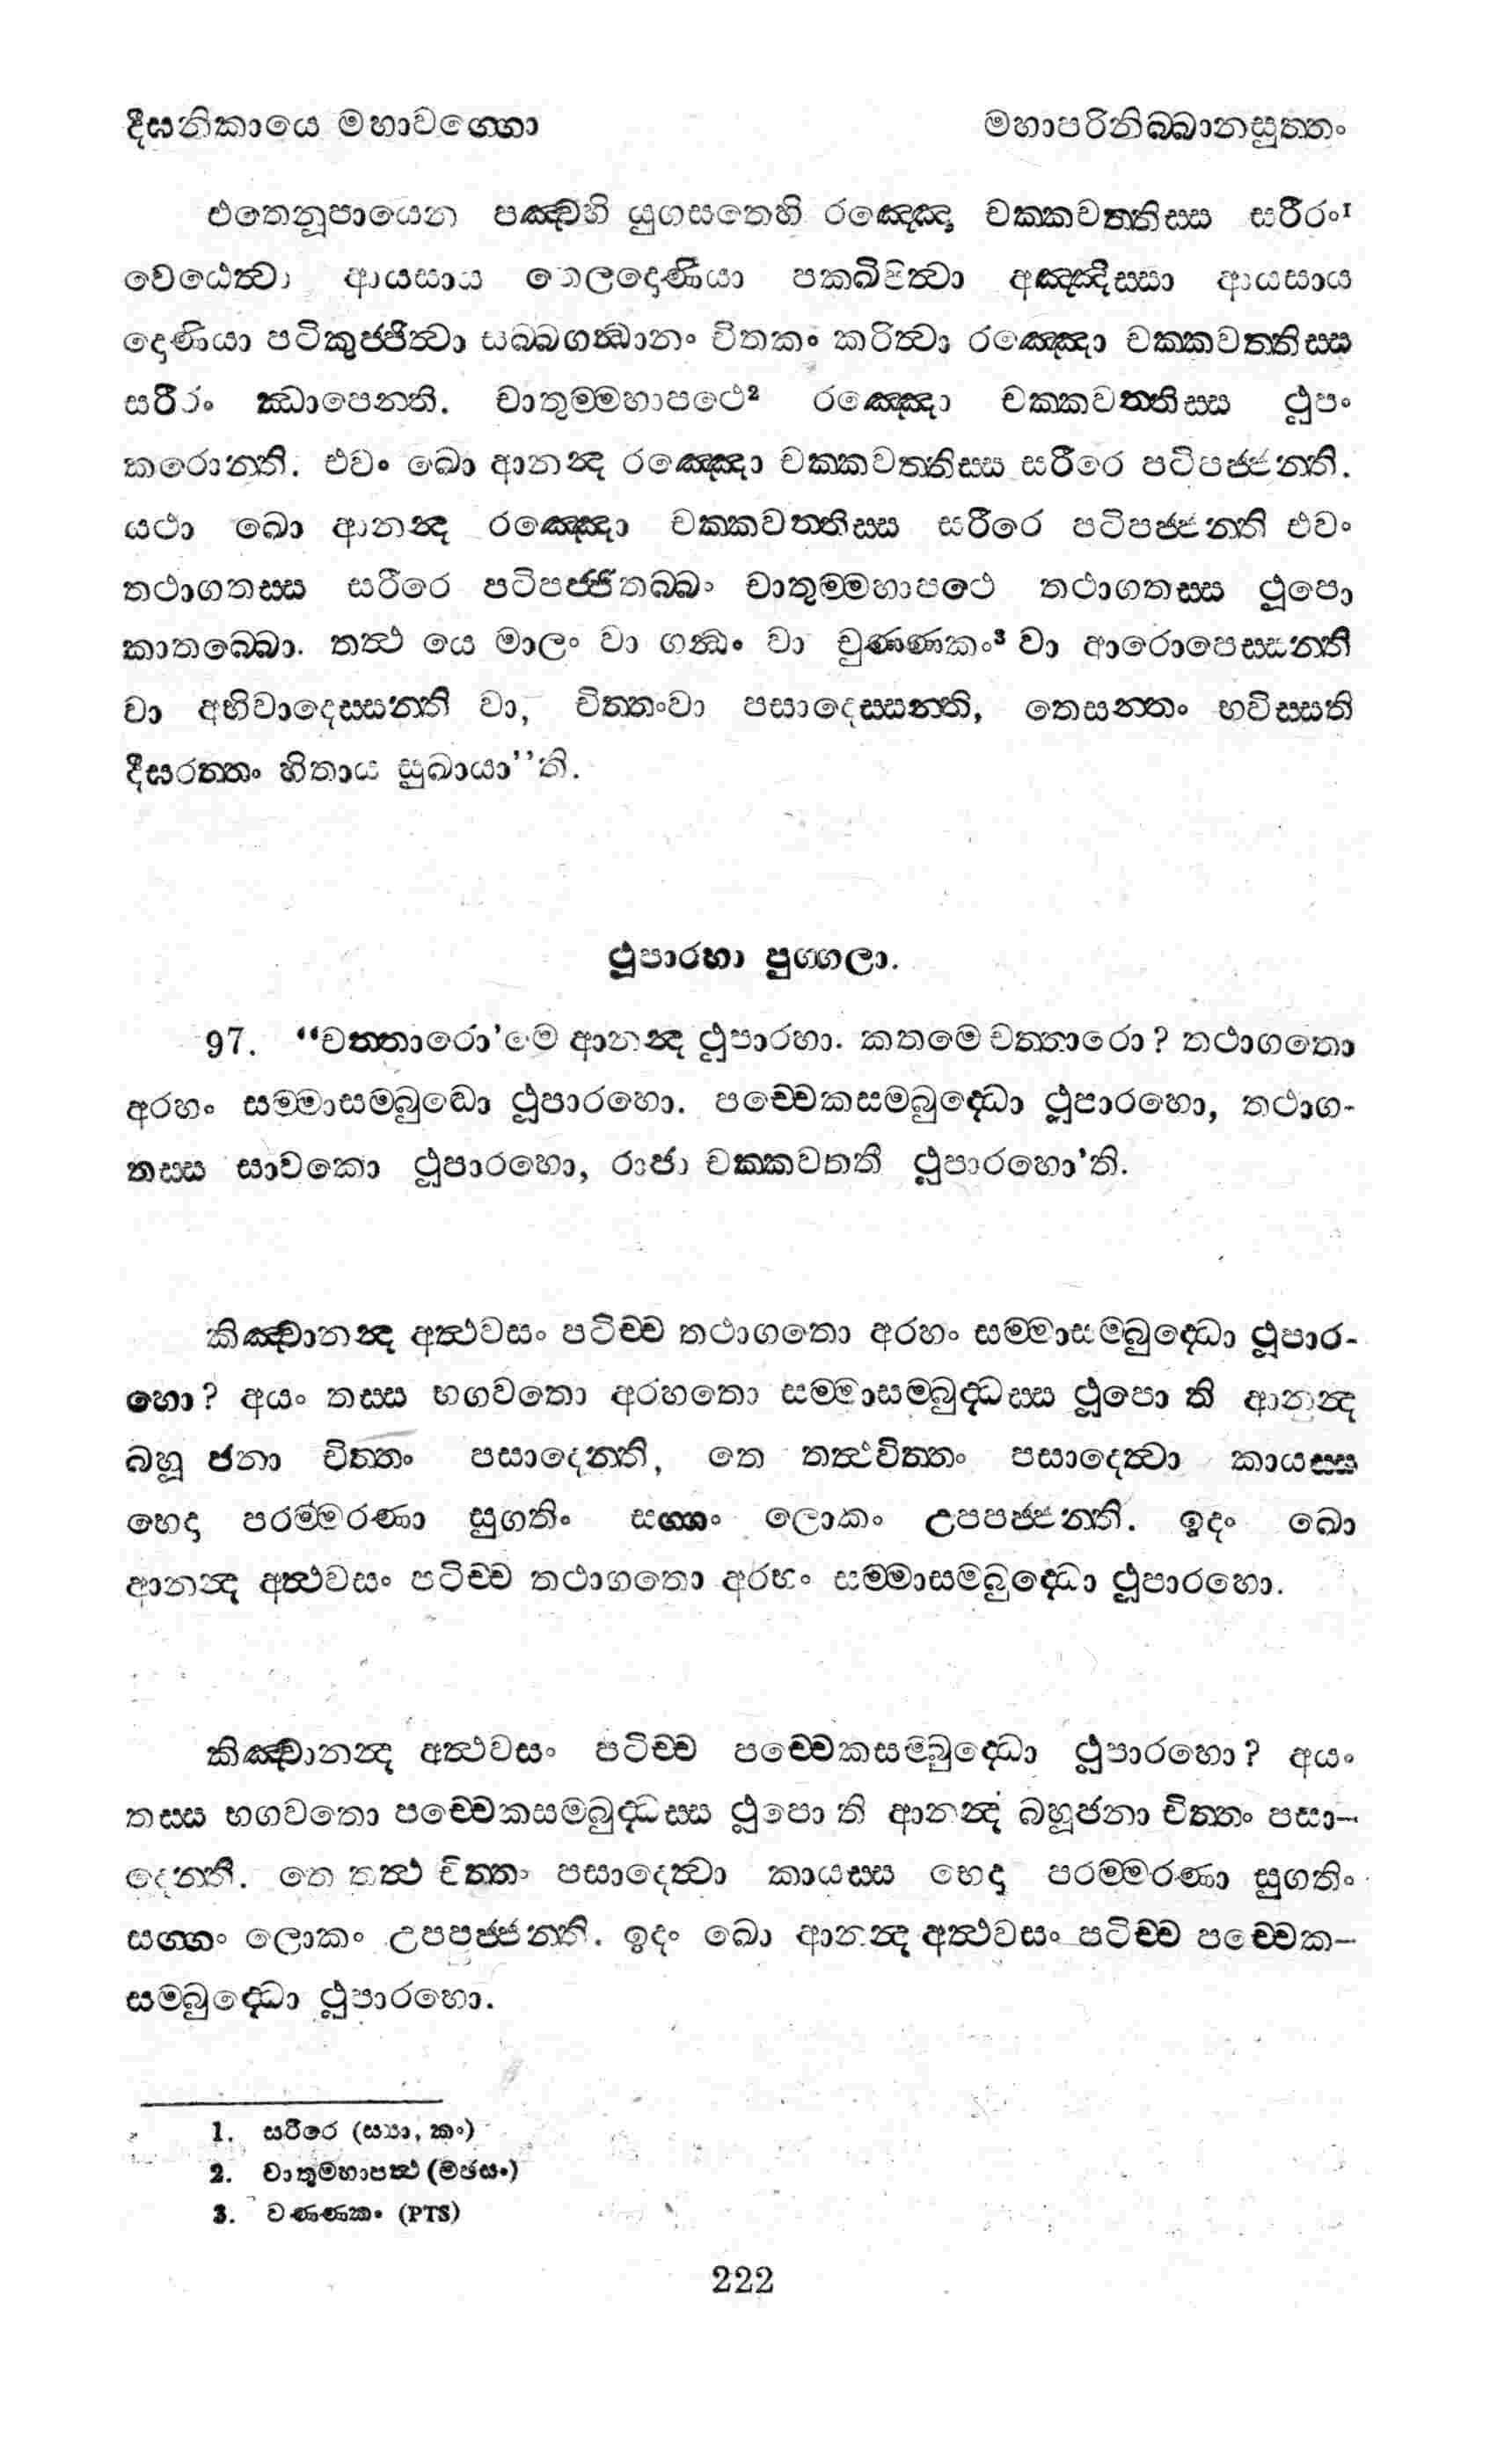 දීඝනිකායෙ මහාවග්ගො
මහාපරිනිබ්බානසුත්තං
එතෙනූපායෙන පඤ්චහි යුගසතෙහි රඤ්ඤො චක්කවත්තිස්ස සරීරං¹
වෙඨෙත්වා ආයසාය තෙලදොණියා පක්ඛිපිත්වා අඤ්ඤිස්සා ආයසාය
දොණියා පටිකුජ්ජිත්වා සබ්බගන්ධානං චිතකං කරිත්වා රඤ්ඤො චක්කවත්තිස්ස
සරීරං ඣාපෙන්ති. චාතුම්මහාපථෙ² රඤ්ඤො චක්කවත්තිස්ස ථූපං
කරොන්ති. එවං ඛො ආනන්ද රඤ්ඤො චක්කවත්තිස්ස සරීරෙ පටිපජ්ජන්ති.
යථා ඛො ආනන්ද රඤ්ඤො චක්කවත්තිස්ස සරීරෙ පටිපජ්ජන්ති එවං
තථාගතස්ස සරීරෙ පටිපජ්ජිතබ්බං චාතුම්මහාපථෙ තථාගතස්ස ථූපො
කාතබ්බො. තත්ථ යෙ මාලං වා ගන්ධං වා චුණ්ණකං³ වා ආරොපෙස්සන්ති
වා අභිවාදෙස්සන්ති වා, චිත්තංවා පසාදෙස්සන්ති, තෙසන්තං භවිස්සති
දීඝරත්තං හිතාය සුඛායා’’ති.
ථූපාරහා පුග්ගලා.
97. “චත්තාරො’මෙ ආනන්ද ථූපාරහා. කතමෙ චත්තාරො? තථාගතො
අරහං සම්මාසම්බුද්ධො ථූපාරහො. පච්චෙකසම්බුද්ධො ථූපාරහො, තථාග-
තස්ස සාවකො ථූපාරහො, රාජා චක්කවත්ති ථූපාරහො’ති.
කිඤ්චානන්ද අත්ථවසං පටිච්ච තථාගතො අරහං සම්මාසම්බුද්ධො ථූපාර-
හො? අයං තස්ස භගවතො අරහතො සම්මාසම්බුද්ධස්ස ථූපො ති ආනන්ද
බහූ ජනා චිත්තං පසාදෙන්ති, තෙ තත්ථචිත්තං පසාදෙත්වා කායස්ස
භෙදා පරම්මරණා සුගතිං සග්ගං ලොකං උපපජ්ජන්ති. ඉදං ඛො
ආනන්ද අත්ථවසං පටිච්ච තථාගතො අරහං සම්මාසම්බුද්ධො ථූපාරහො.
කිඤ්චානන්ද අත්ථවසං පටිච්ච පච්චෙකසම්බුද්ධො ථූපාරහො? අයං
තස්ස භගවතො පච්චෙකසම්බුද්ධස්ස ථූපො ති ආනන්ද බහූජනා චිත්තං පසා-
දෙන්ති. තෙ තත්ථ චිත්තං පසාදෙත්වා කායස්ස භෙදා පරම්මරණා සුගතිං
සග්ගං ලොකං උපපජ්ජන්ති. ඉදං ඛො ආනන්ද අත්ථවසං පටිච්ච පච්චෙක-
සම්බුද්ධො ථූපාරහො.
1. සරීරෙ (ස්‍යා, කං)
2. චාතුමහාපථෙ (මඡසං)
3. වණ්ණකං (PTS)
222